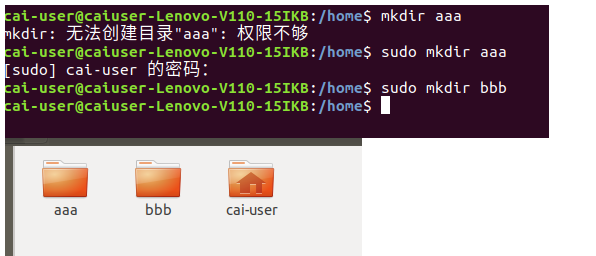 cai-user@caiuser-Lenovo-V110-15IKB:/home$ mkdir aaa
mkdir: 无法创建目录"aaa": 权限不够
cai-user@caiuser-Lenovo-V110-15IKB:/home$ sudo mkdir aaa
[sudo] cai-user 的密码：
cai-user@caiuser-Lenovo-V110-15IKB:/home$ sudo mkdir bbb
cai-user@caiuser-Lenovo-V110-15IKB:/home$
aaa bbb cai-user